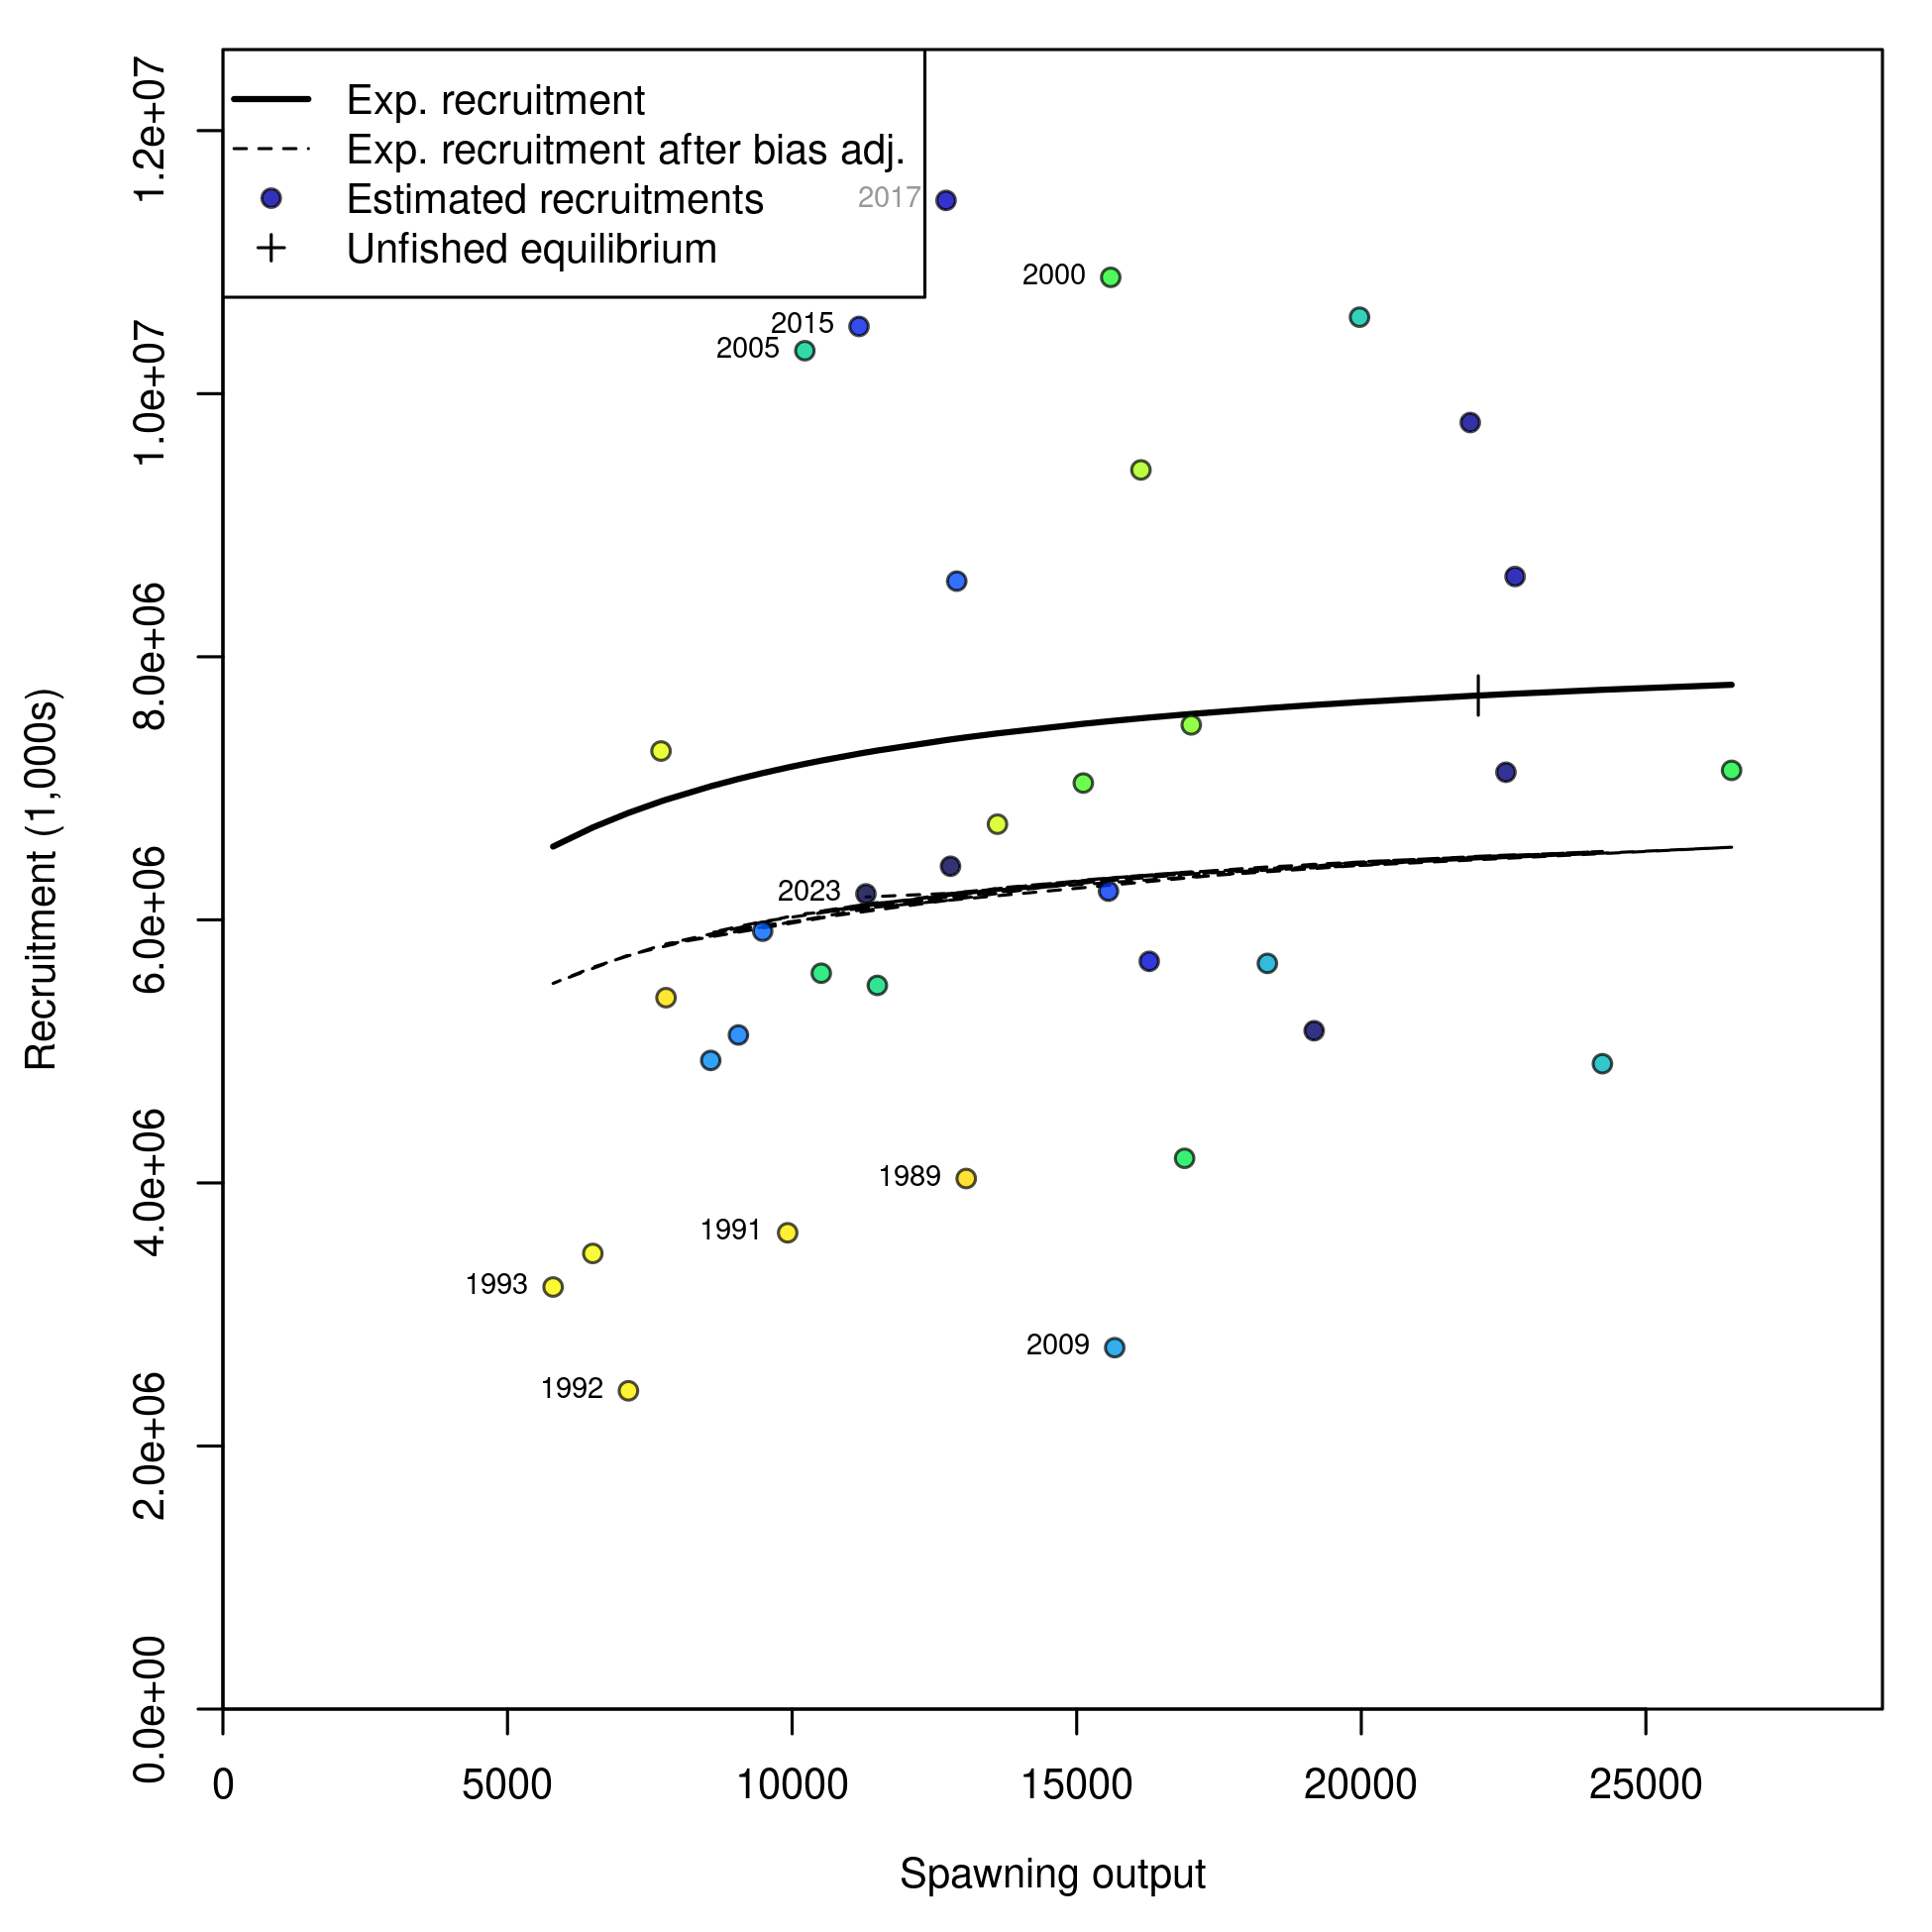 Exp. recruitment
Exp. recruitment after bias adj.
Estimated recruitments
Unfished equilibrium
2017
2000
2015
2005
2023
1989
1991
1993
2009
1992
1.2e+07
1.0e+07
8.0e+06
6.0e+06
4.0e+06
2.0e+06
0.0e+00
Recruitment (1,000s)
0 5000 10000 15000 20000 25000
Spawning output